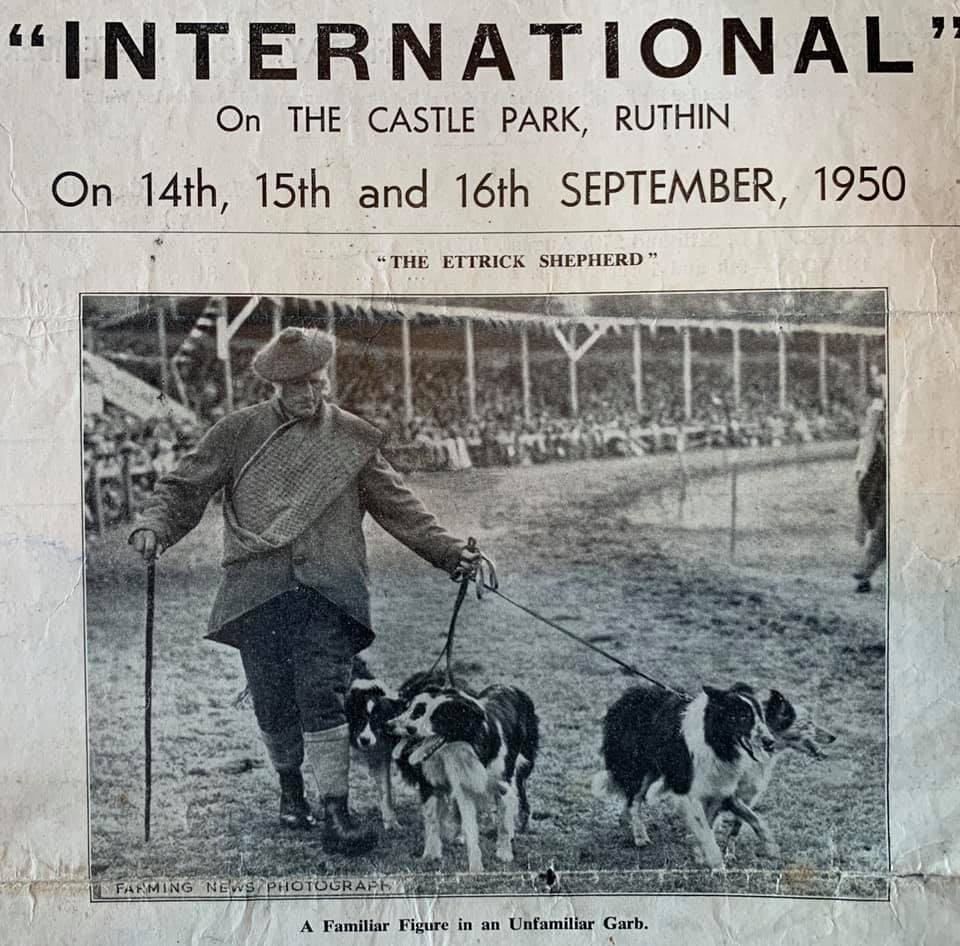 “INTERNATIONAL”
On THE CASTLE PARK, RUTHIN
On 14th, 15th and 16th SEPTEMBER, 1950
“THE ETTRICK SHEPHERD”
FARMING NEWS PHOTOGRAPH
A Familiar Figure in an Unfamiliar Garb.